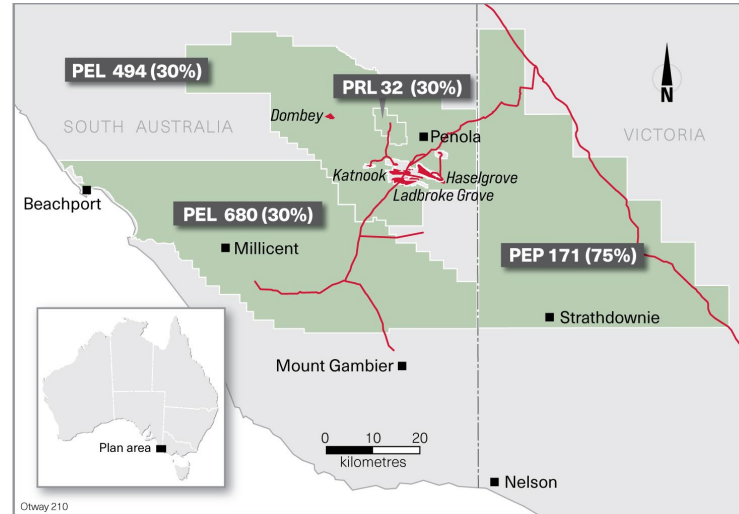 PEL 494 (30%)
PRL 32 (30%)
Dombey
SOUTH AUSTRALIA
VICTORIA
N
Penola
Katnook
Haselgrove
Ladbroke Grove
Beachport
PEL 680 (30%)
Millicent
PEP 171 (75%)
Strathdownie
Mount Gambier
Plan area
0 10 20
kilometres
Nelson
Otway 210